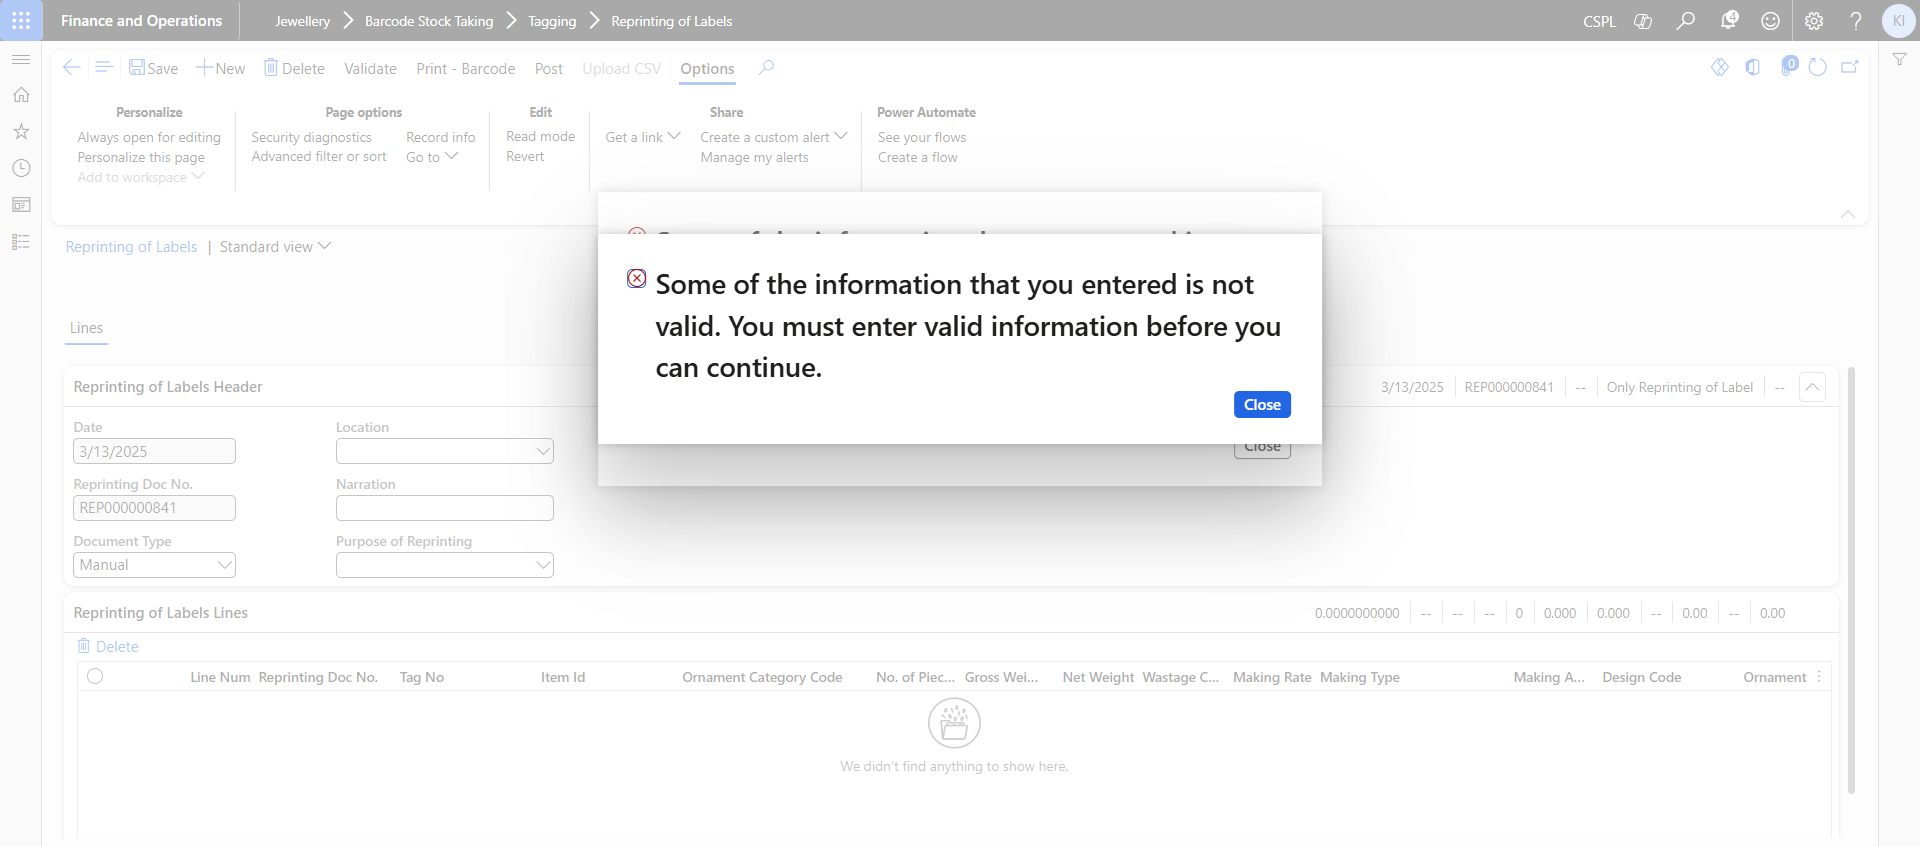 Finance and Operations
Jewellery Barcode Stock Taking Tagging Reprinting of Labels
CSPL 4 ? KI
Save New Delete Validate Print - Barcode Post Upload CSV Options 0
Personalize Page options Edit Share Power Automate
Always open for editing Security diagnostics Record info Read mode Get a link Create a custom alert See your flows
Personalize this page Advanced filter or sort Go to Revert Manage my alerts Create a flow
Add to workspace
Reprinting of Labels | Standard view
Some of the information that you entered is not
valid. You must enter valid information before you
can continue.
Close
Close
Lines
Reprinting of Labels Header 3/13/2025 REP000000841 -- Only Reprinting of Label --
Date Location
3/13/2025
Reprinting Doc No. Narration
REP000000841
Document Type Purpose of Reprinting
Manual
Reprinting of Labels Lines 0.0000000000 -- -- -- 0 0.000 0.000 -- 0.00 -- 0.00
Delete
Line Num Reprinting Doc No. Tag No Item Id Ornament Category Code No. of Piec... Gross Wei... Net Weight Wastage C... Making Rate Making Type Making A... Design Code Ornament
We didn't find anything to show here.